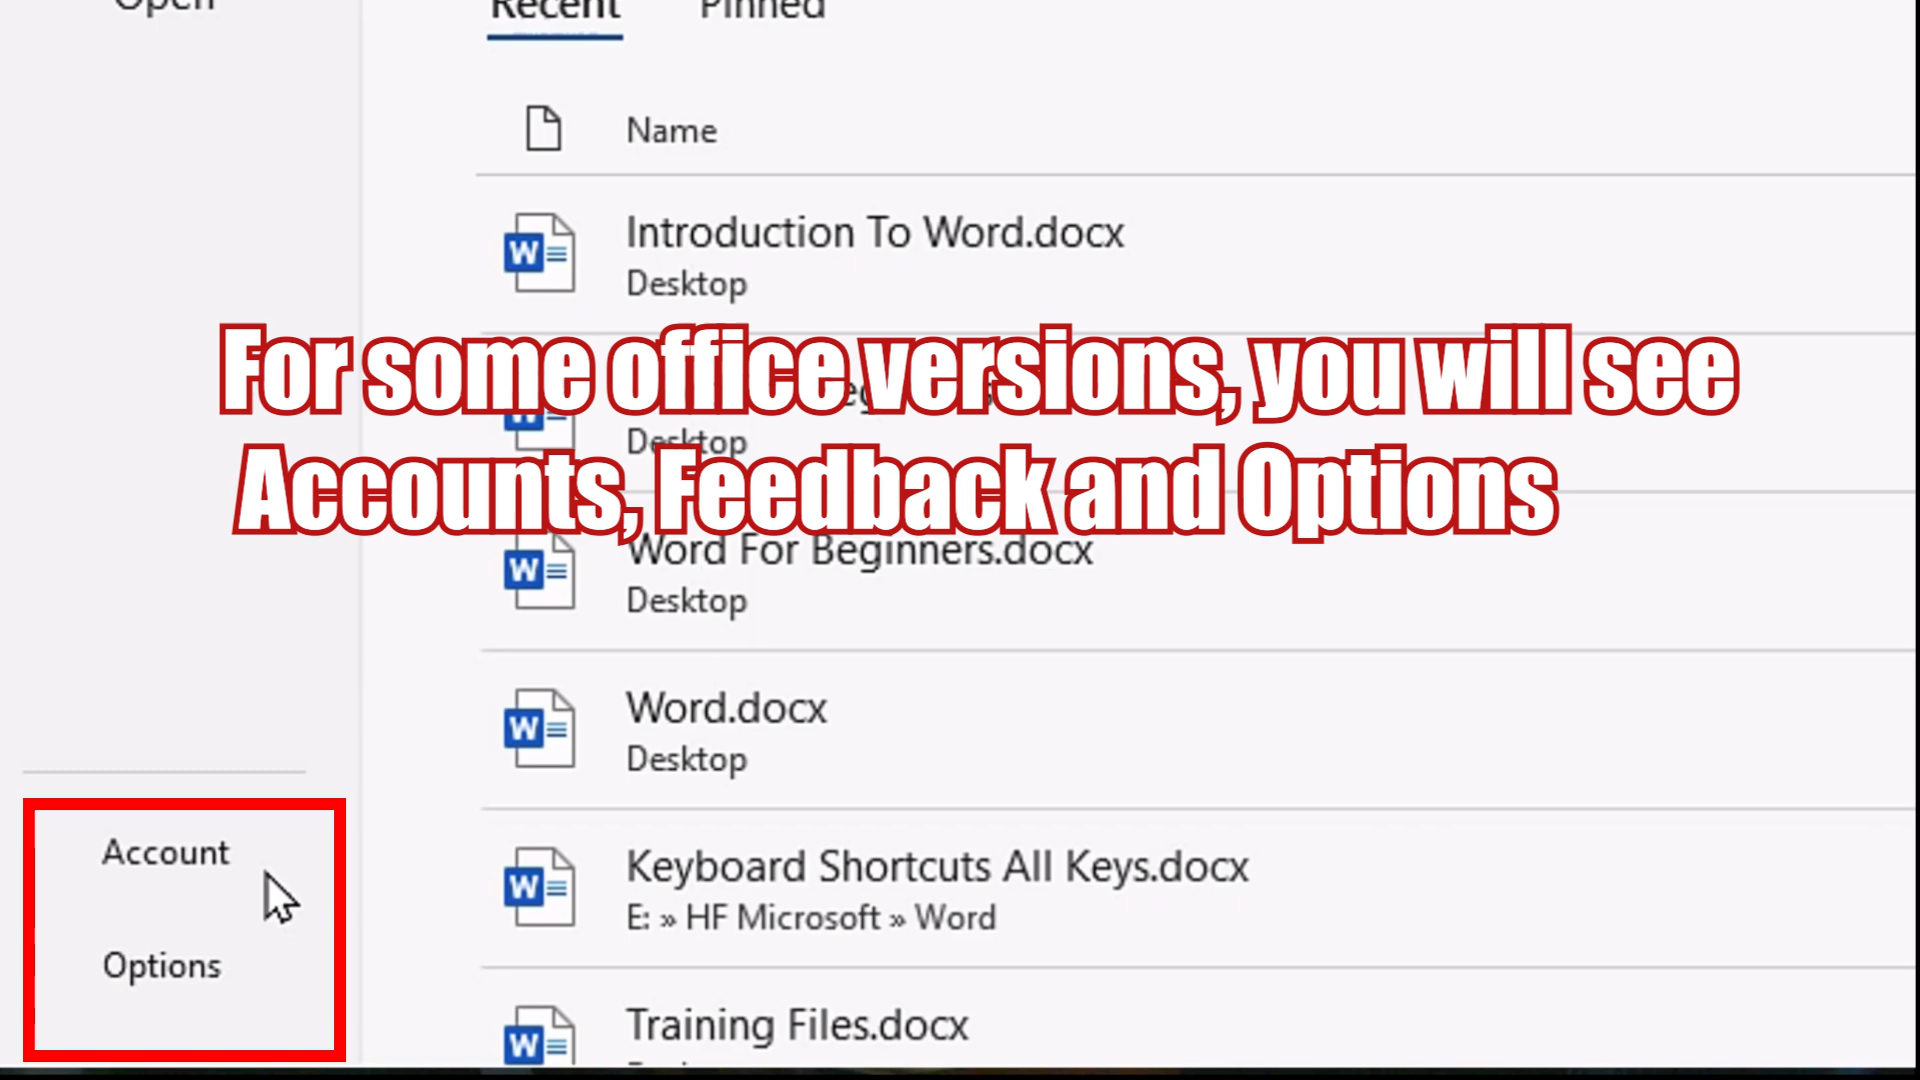 Open
Recent Pinned
Name
Introduction To Word.docx
Desktop
For some office versions, you will see
Desktop
Accounts, Feedback and Options
Word For Beginners.docx
Desktop
Word.docx
Desktop
Account
Keyboard Shortcuts All Keys.docx
E: » HF Microsoft » Word
Options
Training Files.docx